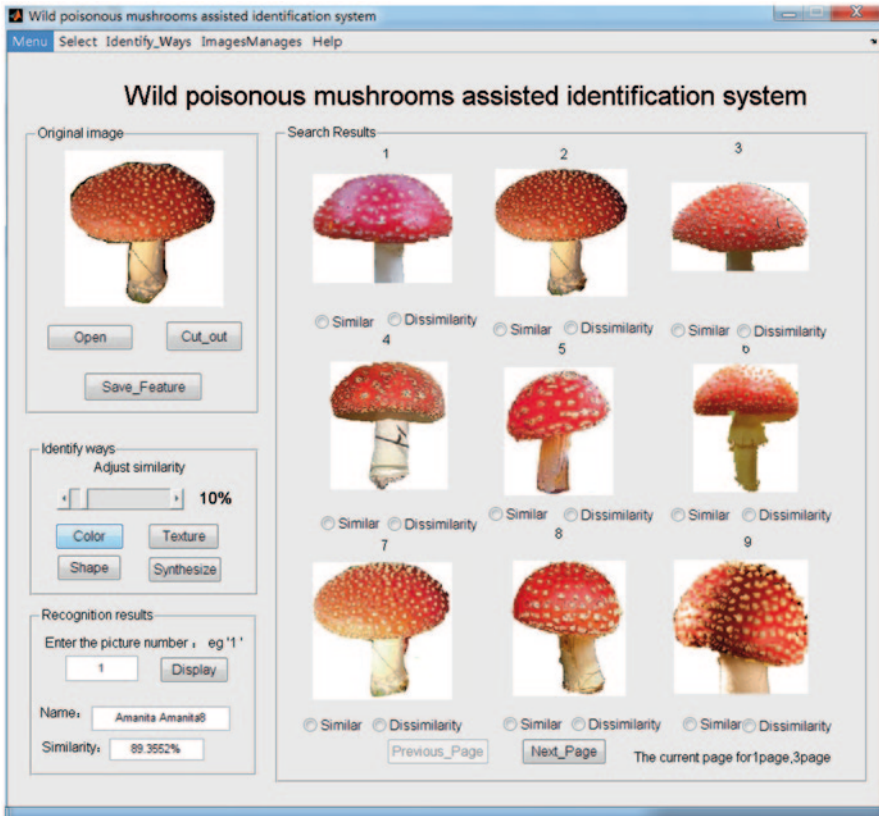 Wild poisonous mushrooms assisted identification system
Menu Select Identify_Ways ImagesManages Help
Wild poisonous mushrooms assisted identification system
Original image
Open Cut_out
Save_Feature
Identify ways
Adjust similarity
10%
Color Texture
Shape Synthesize
Recognition results
Enter the picture number： eg '1 '
1 Display
Name： Amanita Amanita8
Similarity： 89.3552%
Search Results
1 2 3
Similar Dissimilarity Similar Dissimilarity Similar Dissimilarity
4 5 6
Similar Dissimilarity Similar Dissimilarity Similar Dissimilarity
7 8 9
Similar Dissimilarity Similar Dissimilarity Similar Dissimilarity
Previous_Page Next_Page The current page for1page,3page